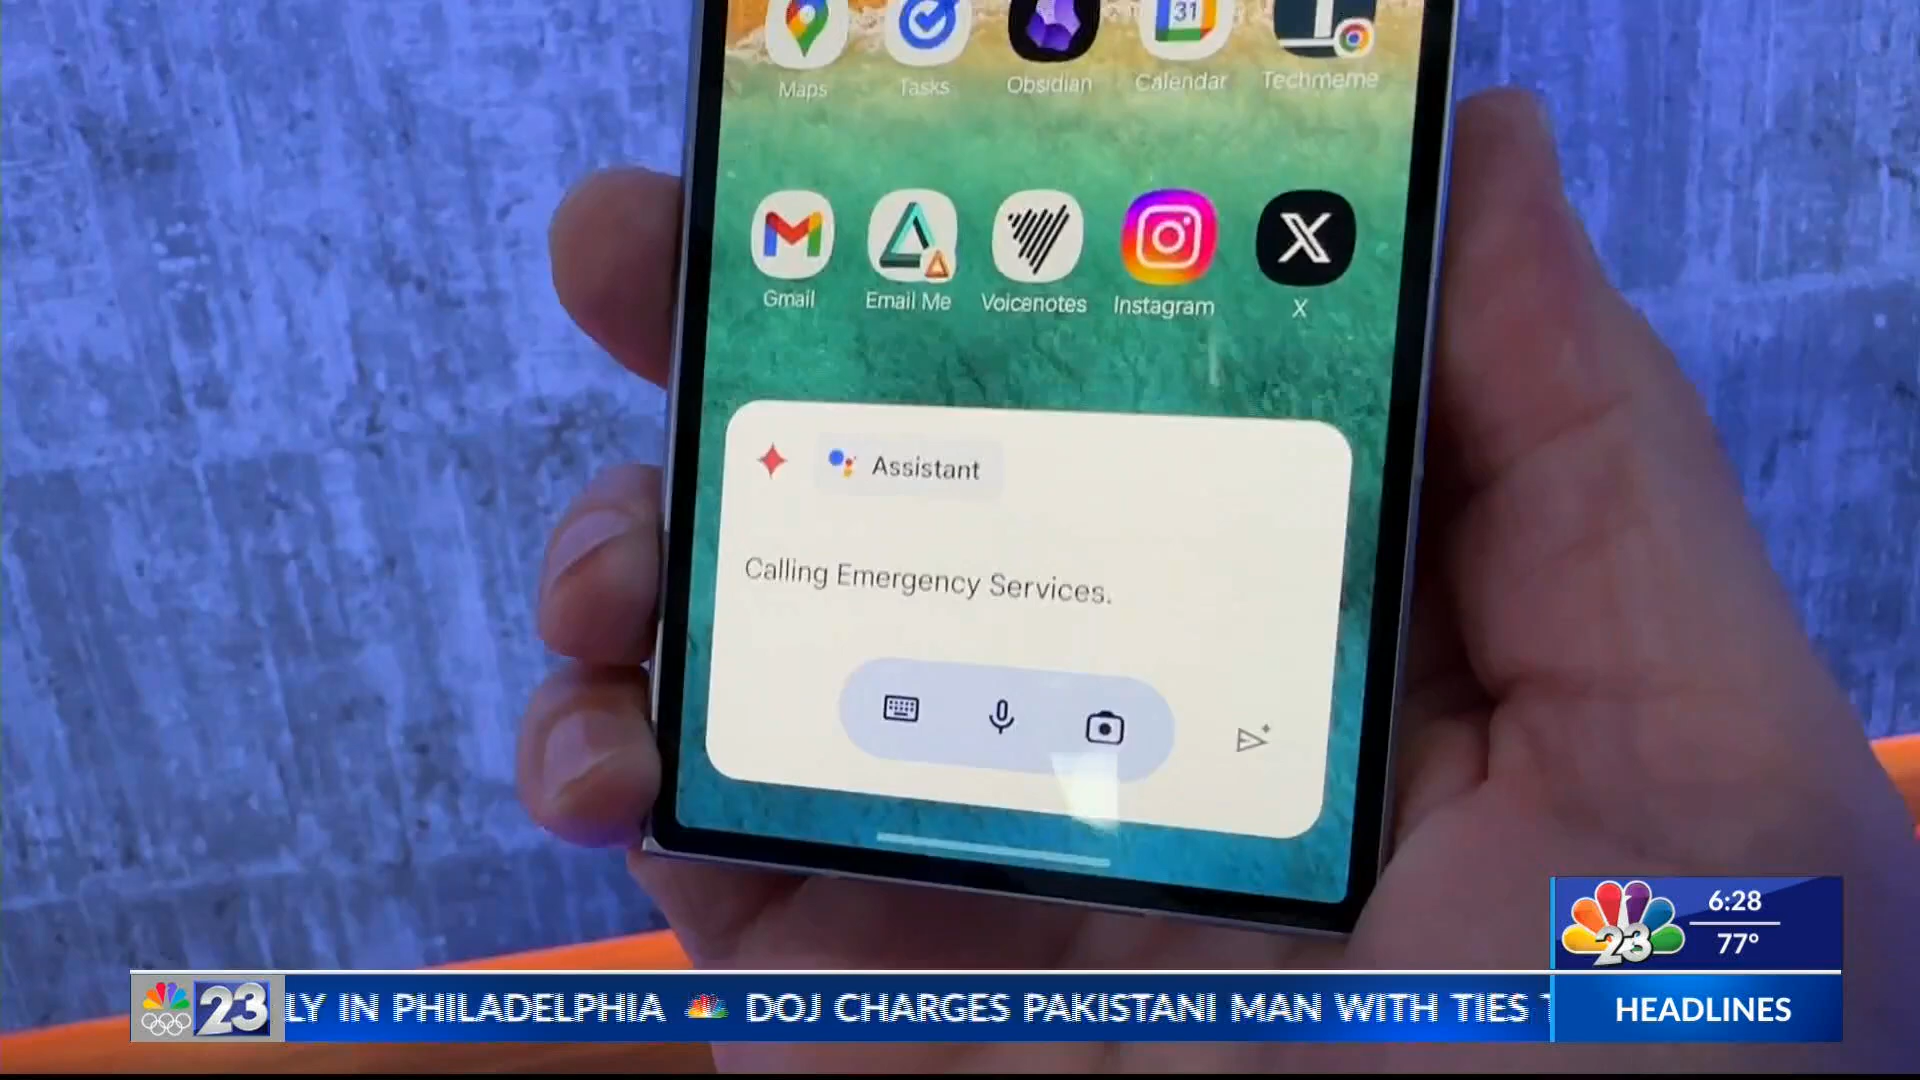 31
Maps
Tasks
Obsidian
Calendar
Techmeme
Gmail
Email Me
Voicenotes
Instagram
X
Assistant
Calling Emergency Services.
23
6:28
77°
23
LY IN PHILADELPHIA DOJ CHARGES PAKISTANI MAN WITH TIES
HEADLINES